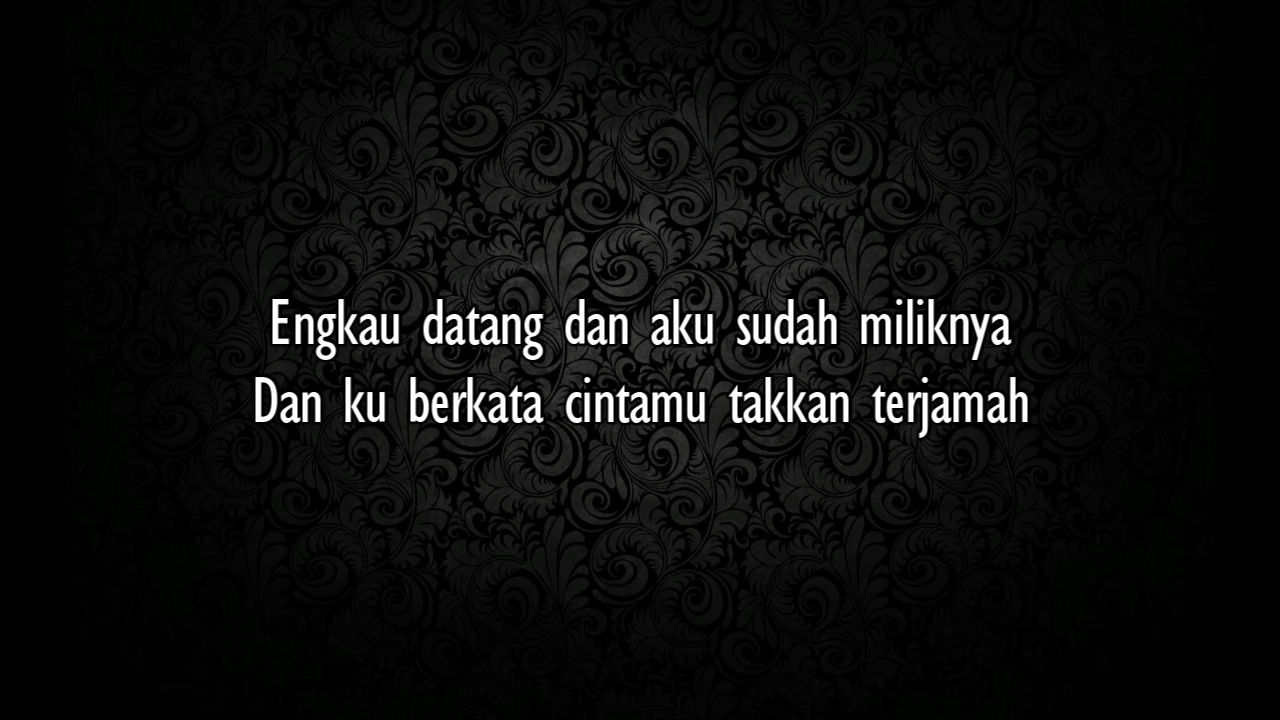 Engkau datang dan aku sudah miliknya
Dan ku berkata cintamu takkan terjamah